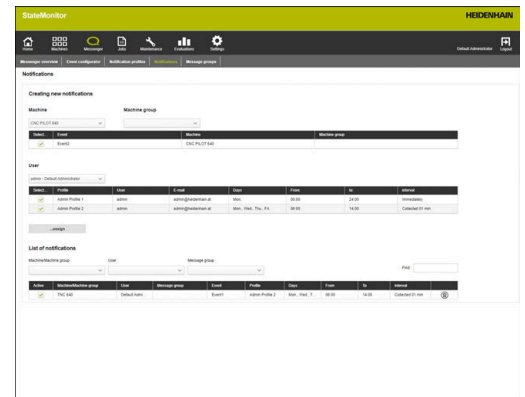 StateMonitor HEIDENHAIN
Home Machines Messenger Jobs Maintenance Evaluations Settings Default Administrator Logout
Messenger overview Event configurator Notification profiles Notifications Message groups
Notifications
Creating new notifications
Machine Machine group
CNC PILOT 640
Select... Event Machine Machine group
Event2 CNC PILOT 640
User
admin - Default Administrator
Select... Profile User E-mail Days From: to: Interval
Admin Profile 1 admin admin@heidenhain.at Mon. 00:00 24:00 Immediately
Admin Profile 2 admin admin@heidenhain.at Mon., Wed., Thu., Fri. 06:00 14:00 Collected 01 min
...assign
List of notifications
Machine/Machine group User Message group
Find:
Active Machine/Machine group User Message group Event Profile Days From to Interval
TNC 640 Default Admi... Event1 Admin Profile 2 Mon., Wed., T... 06:00 14:00 Collected 01 min